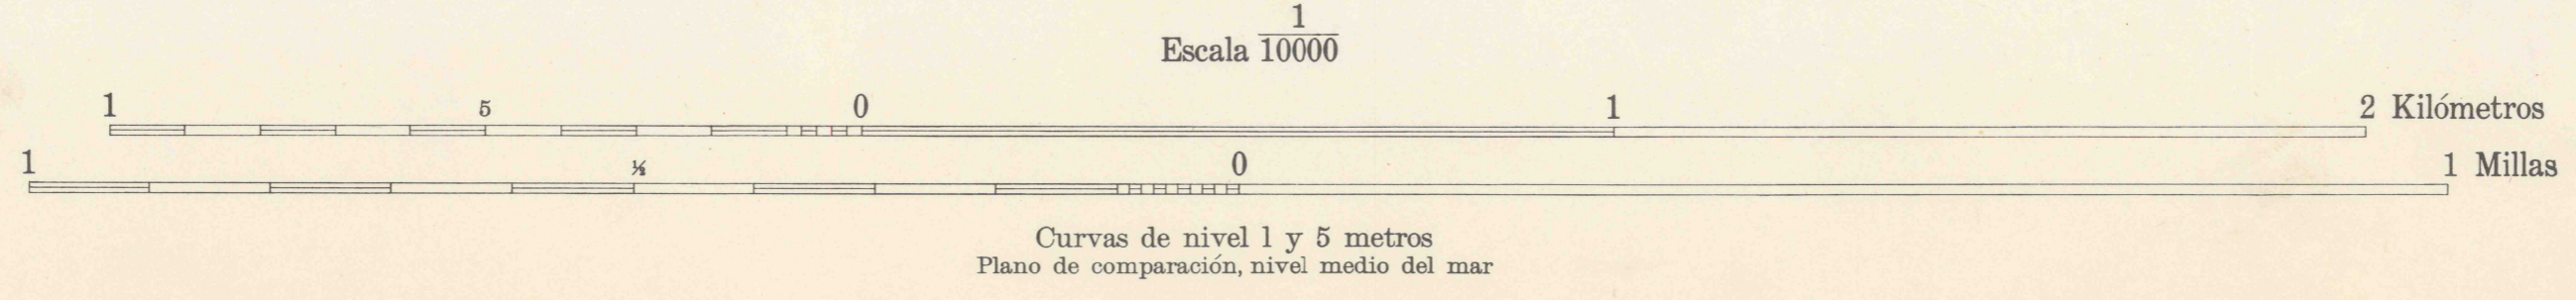 Escala 1/10000
1 5 0 1 2 Kilómetros
1 ½ 0 1 Millas
Curvas de nivel 1 y 5 metros
Plano de comparación, nivel medio del mar